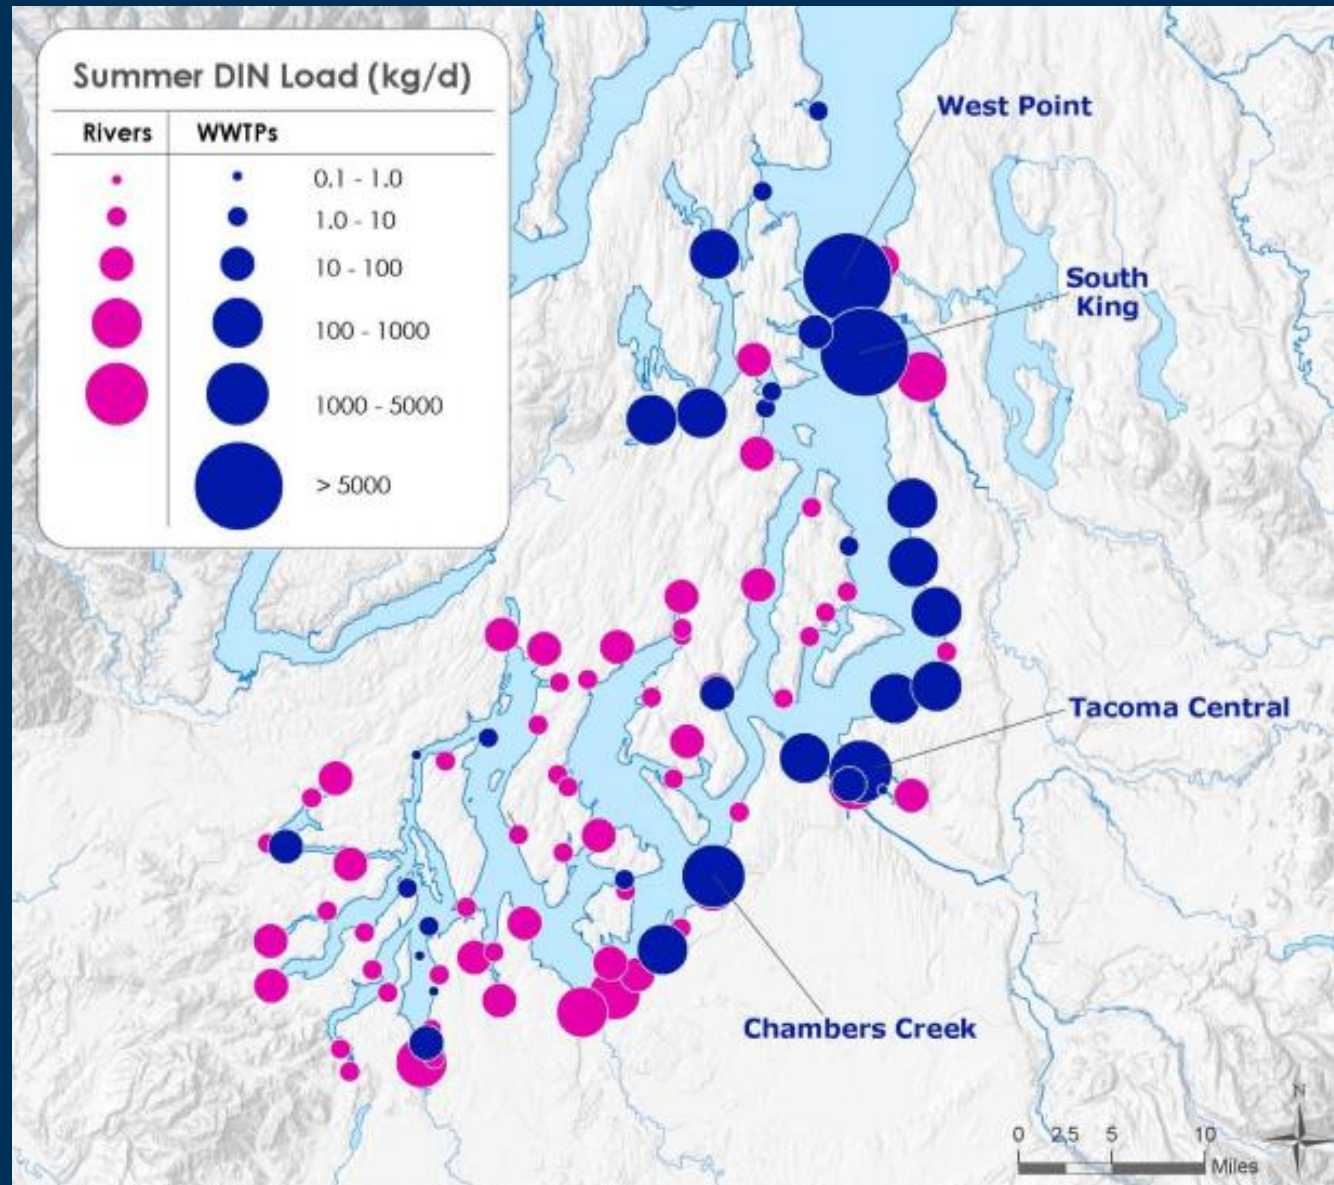 Summer DIN Load (kg/d)
Rivers WWTPs
0.1 - 1.0
1.0 - 10
10 - 100
100 - 1000
1000 - 5000
> 5000
West Point
South
King
Tacoma Central
Chambers Creek
N
0 2.5 5 10
Miles